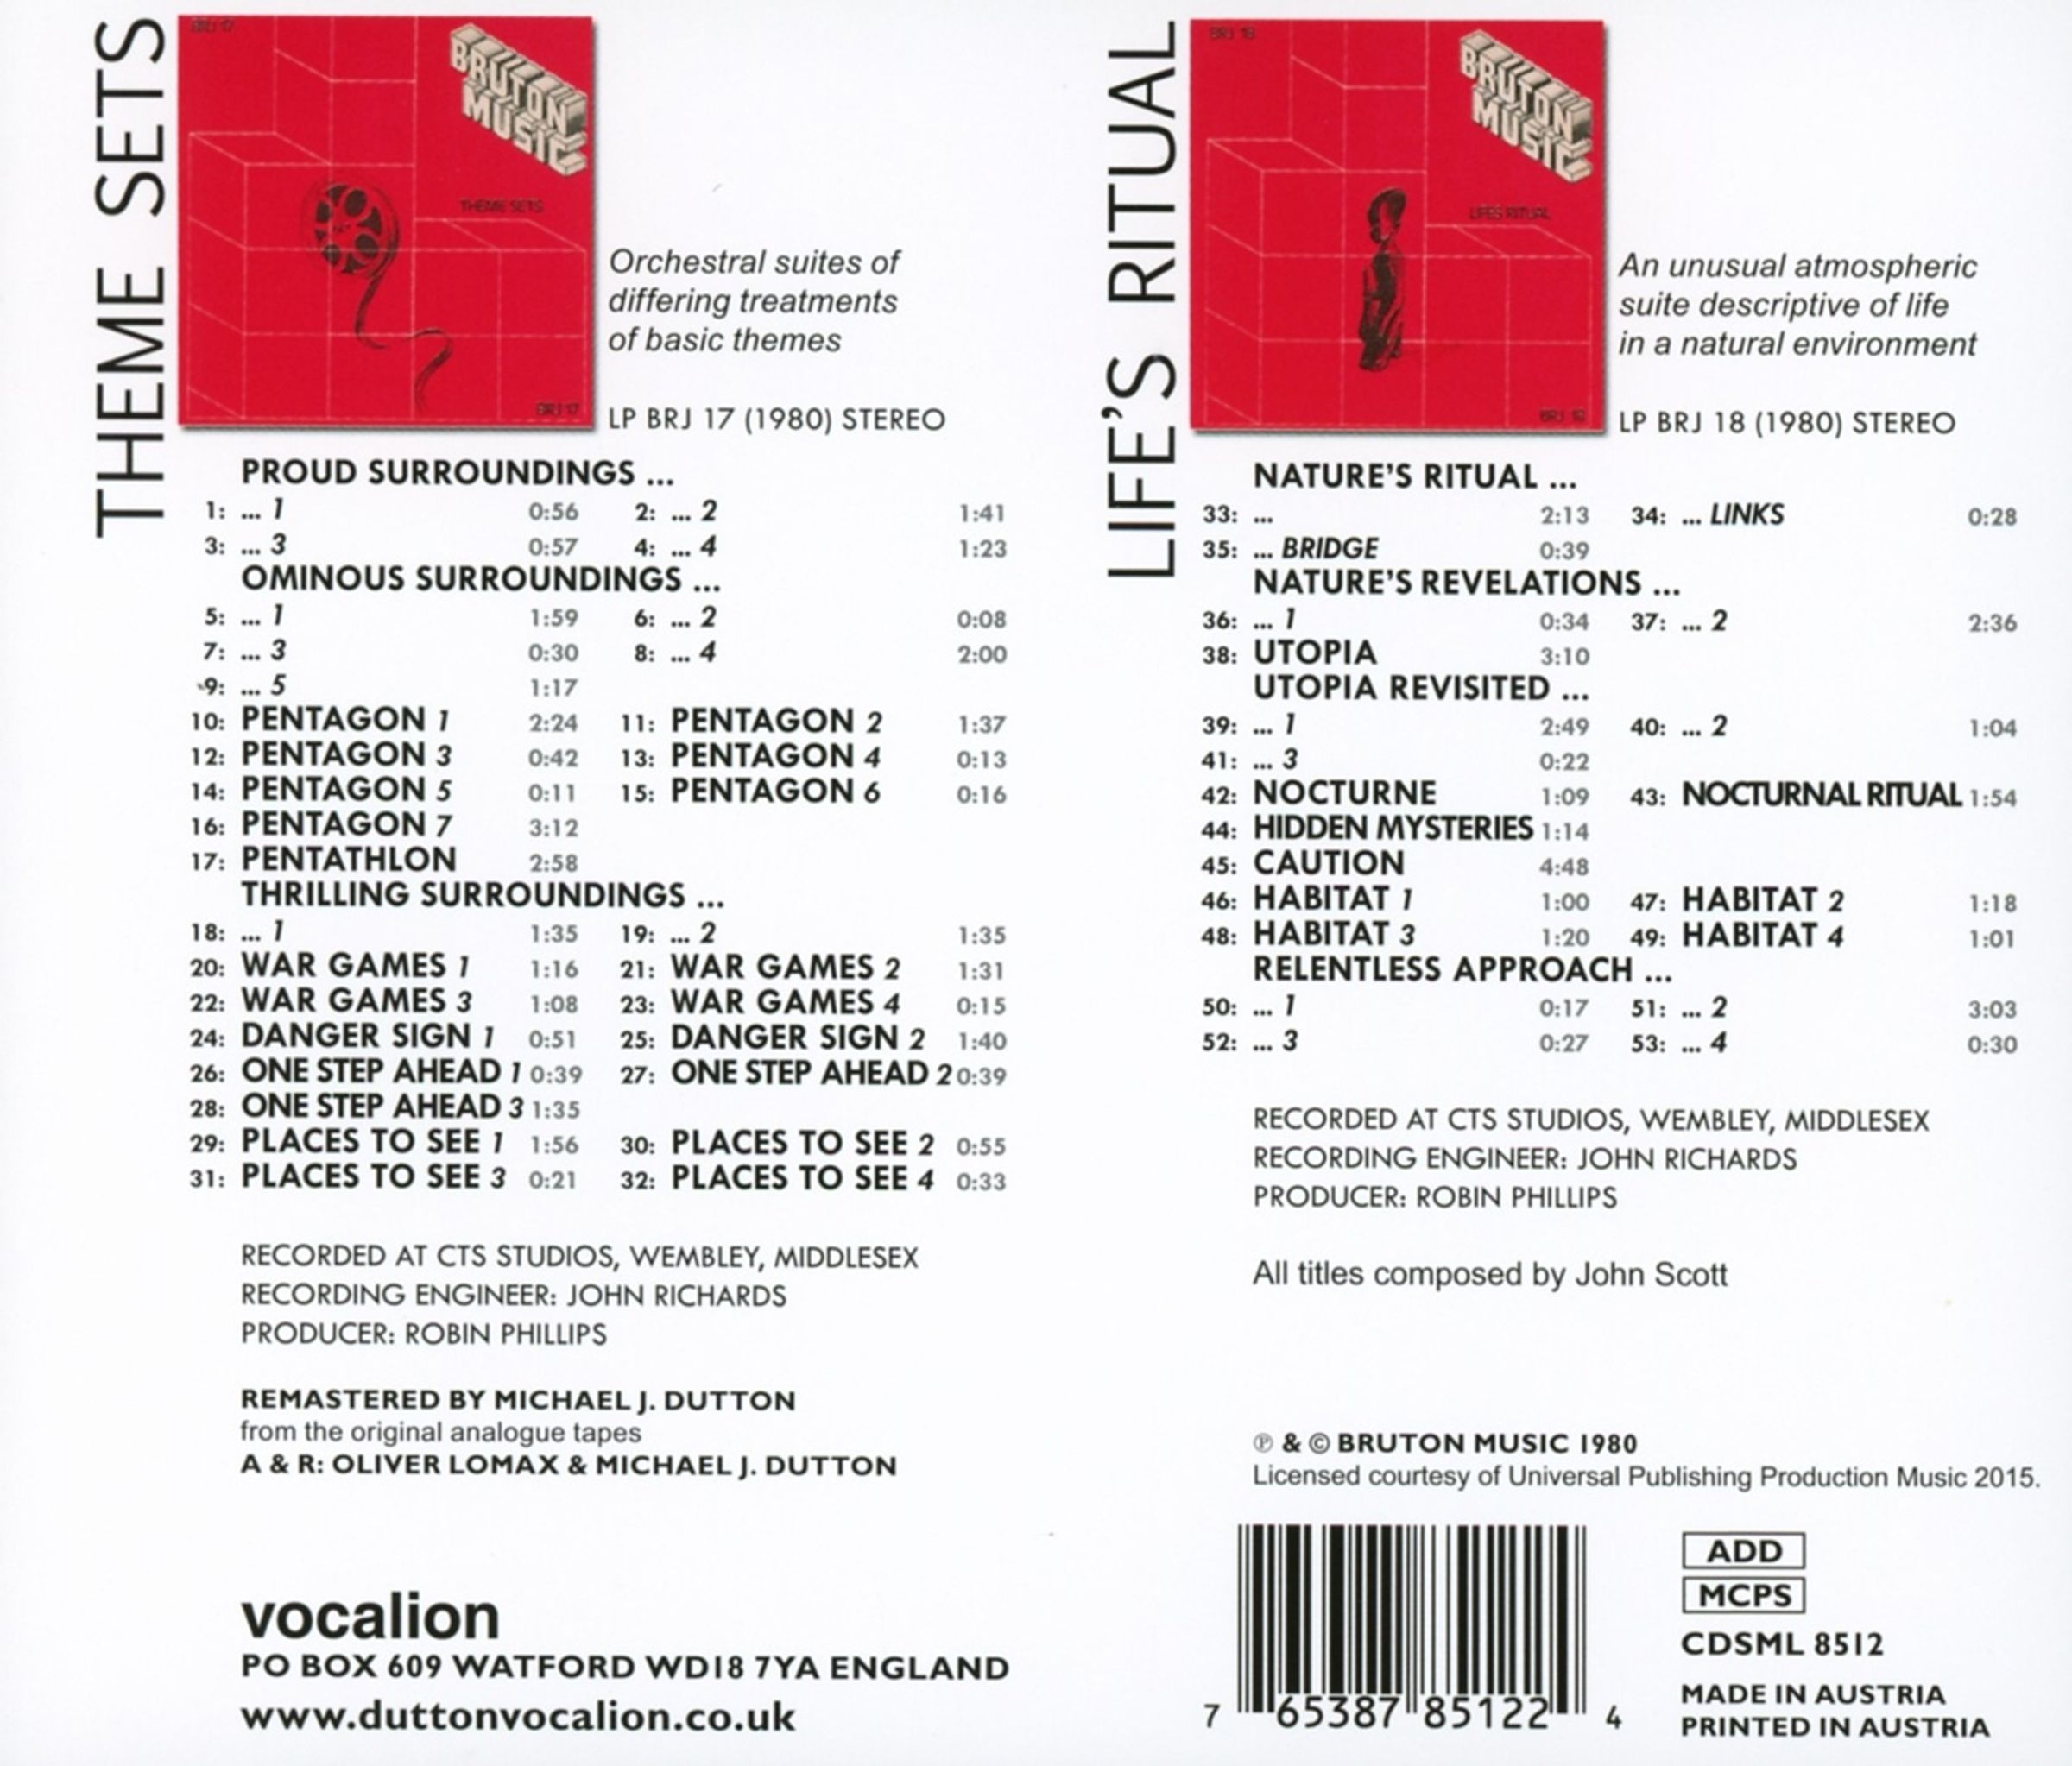 THEME SETS
BRJ 17
BRUTON
MUSIC
THEME SETS
BRJ 17
Orchestral suites of
differing treatments
of basic themes
LP BRJ 17 (1980) STEREO
PROUD SURROUNDINGS ...
1: ... 1 0:56 2: ... 2 1:41
3: ... 3 0:57 4: ... 4 1:23
OMINOUS SURROUNDINGS ...
5: ... 1 1:59 6: ... 2 0:08
7: ... 3 0:30 8: ... 4 2:00
9: ... 5 1:17
10: PENTAGON 1 2:24 11: PENTAGON 2 1:37
12: PENTAGON 3 0:42 13: PENTAGON 4 0:13
14: PENTAGON 5 0:11 15: PENTAGON 6 0:16
16: PENTAGON 7 3:12
17: PENTATHLON 2:58
THRILLING SURROUNDINGS ...
18: ... 1 1:35 19: ... 2 1:35
20: WAR GAMES 1 1:16 21: WAR GAMES 2 1:31
22: WAR GAMES 3 1:08 23: WAR GAMES 4 0:15
24: DANGER SIGN 1 0:51 25: DANGER SIGN 2 1:40
26: ONE STEP AHEAD 1 0:39 27: ONE STEP AHEAD 2 0:39
28: ONE STEP AHEAD 3 1:35
29: PLACES TO SEE 1 1:56 30: PLACES TO SEE 2 0:55
31: PLACES TO SEE 3 0:21 32: PLACES TO SEE 4 0:33
RECORDED AT CTS STUDIOS, WEMBLEY, MIDDLESEX
RECORDING ENGINEER: JOHN RICHARDS
PRODUCER: ROBIN PHILLIPS
REMASTERED BY MICHAEL J. DUTTON
from the original analogue tapes
A & R: OLIVER LOMAX & MICHAEL J. DUTTON
vocalion
PO BOX 609 WATFORD WD18 7YA ENGLAND
www.duttonvocalion.co.uk
LIFE'S RITUAL
BRJ 18
BRUTON
MUSIC
LIFE'S RITUAL
BRJ 18
An unusual atmospheric
suite descriptive of life
in a natural environment
LP BRJ 18 (1980) STEREO
NATURE'S RITUAL ...
33: ... 2:13 34: ... LINKS 0:28
35: ... BRIDGE 0:39
NATURE'S REVELATIONS ...
36: ... 1 0:34 37: ... 2 2:36
38: UTOPIA 3:10
UTOPIA REVISITED ...
39: ... 1 2:49 40: ... 2 1:04
41: ... 3 0:22
42: NOCTURNE 1:09 43: NOCTURNAL RITUAL 1:54
44: HIDDEN MYSTERIES 1:14
45: CAUTION 4:48
46: HABITAT 1 1:00 47: HABITAT 2 1:18
48: HABITAT 3 1:20 49: HABITAT 4 1:01
RELENTLESS APPROACH ...
50: ... 1 0:17 51: ... 2 3:03
52: ... 3 0:27 53: ... 4 0:30
RECORDED AT CTS STUDIOS, WEMBLEY, MIDDLESEX
RECORDING ENGINEER: JOHN RICHARDS
PRODUCER: ROBIN PHILLIPS
All titles composed by John Scott
℗ & © BRUTON MUSIC 1980
Licensed courtesy of Universal Publishing Production Music 2015.
7 65387 85122 4
ADD
MCPS
CDSML 8512
MADE IN AUSTRIA
PRINTED IN AUSTRIA